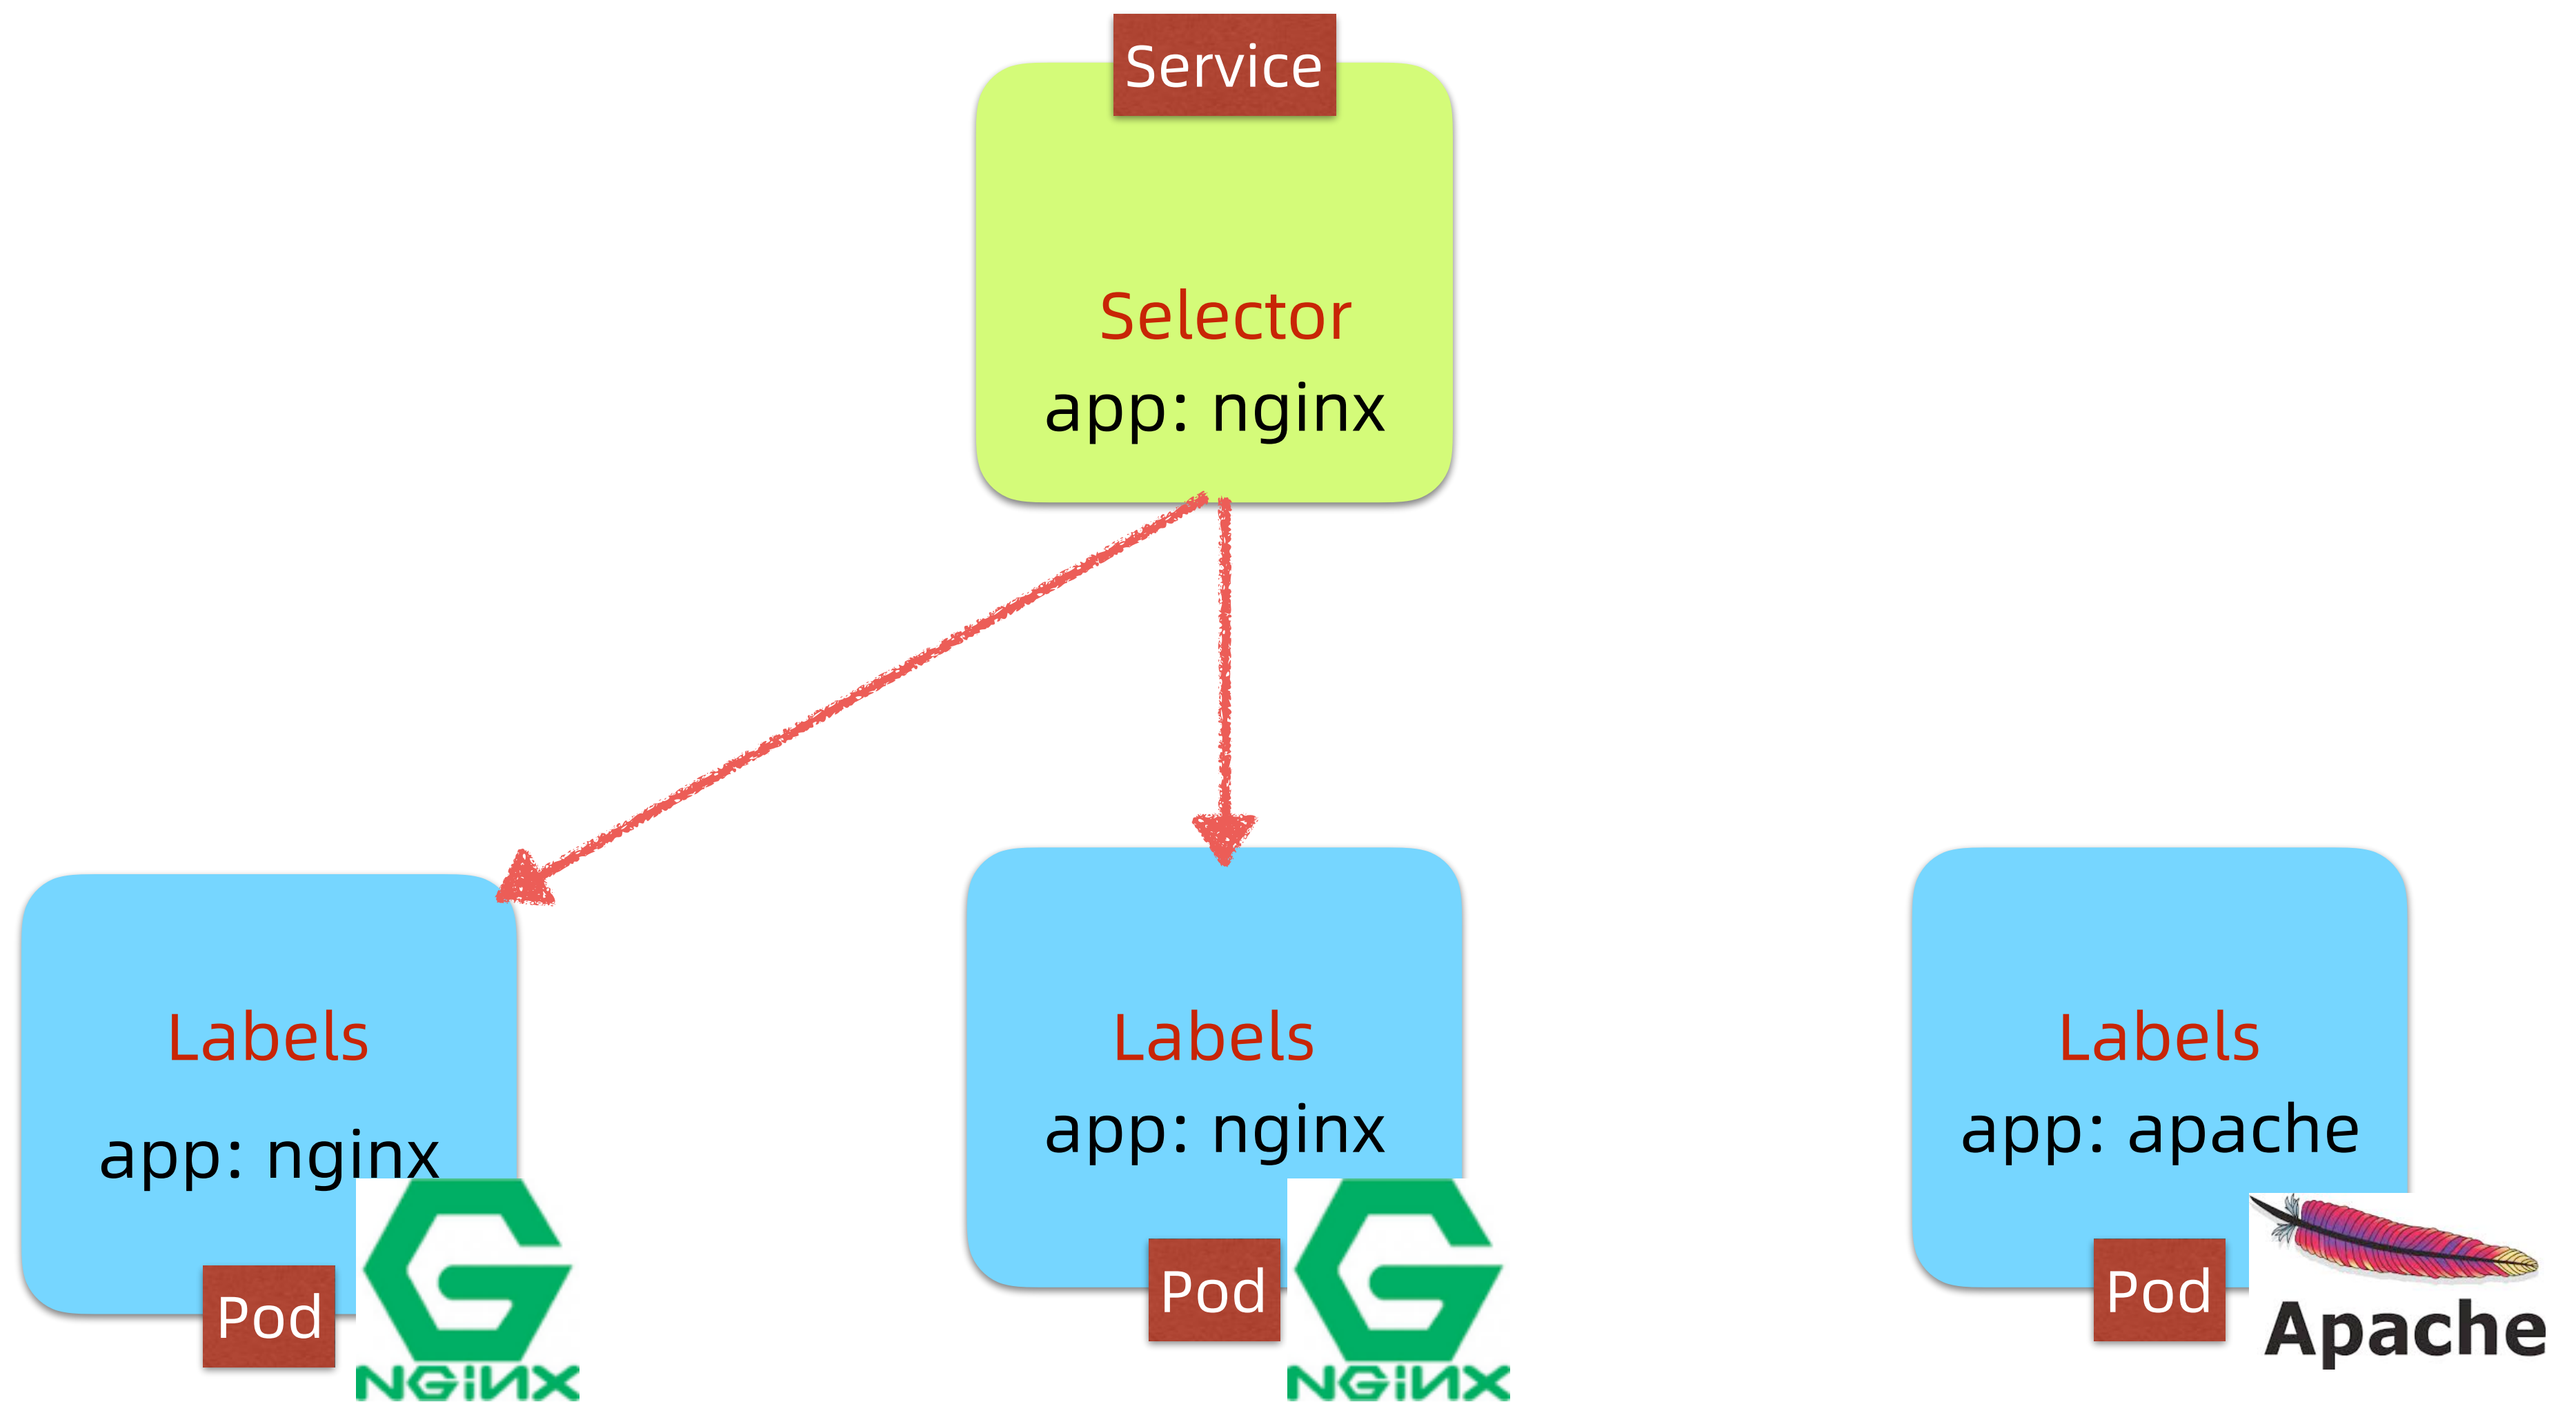 Service
Selector
app: nginx
Labels
app: nginx
Pod
NGiNX
Labels
app: nginx
Pod
NGiNX
Labels
app: apache
Pod
Apache